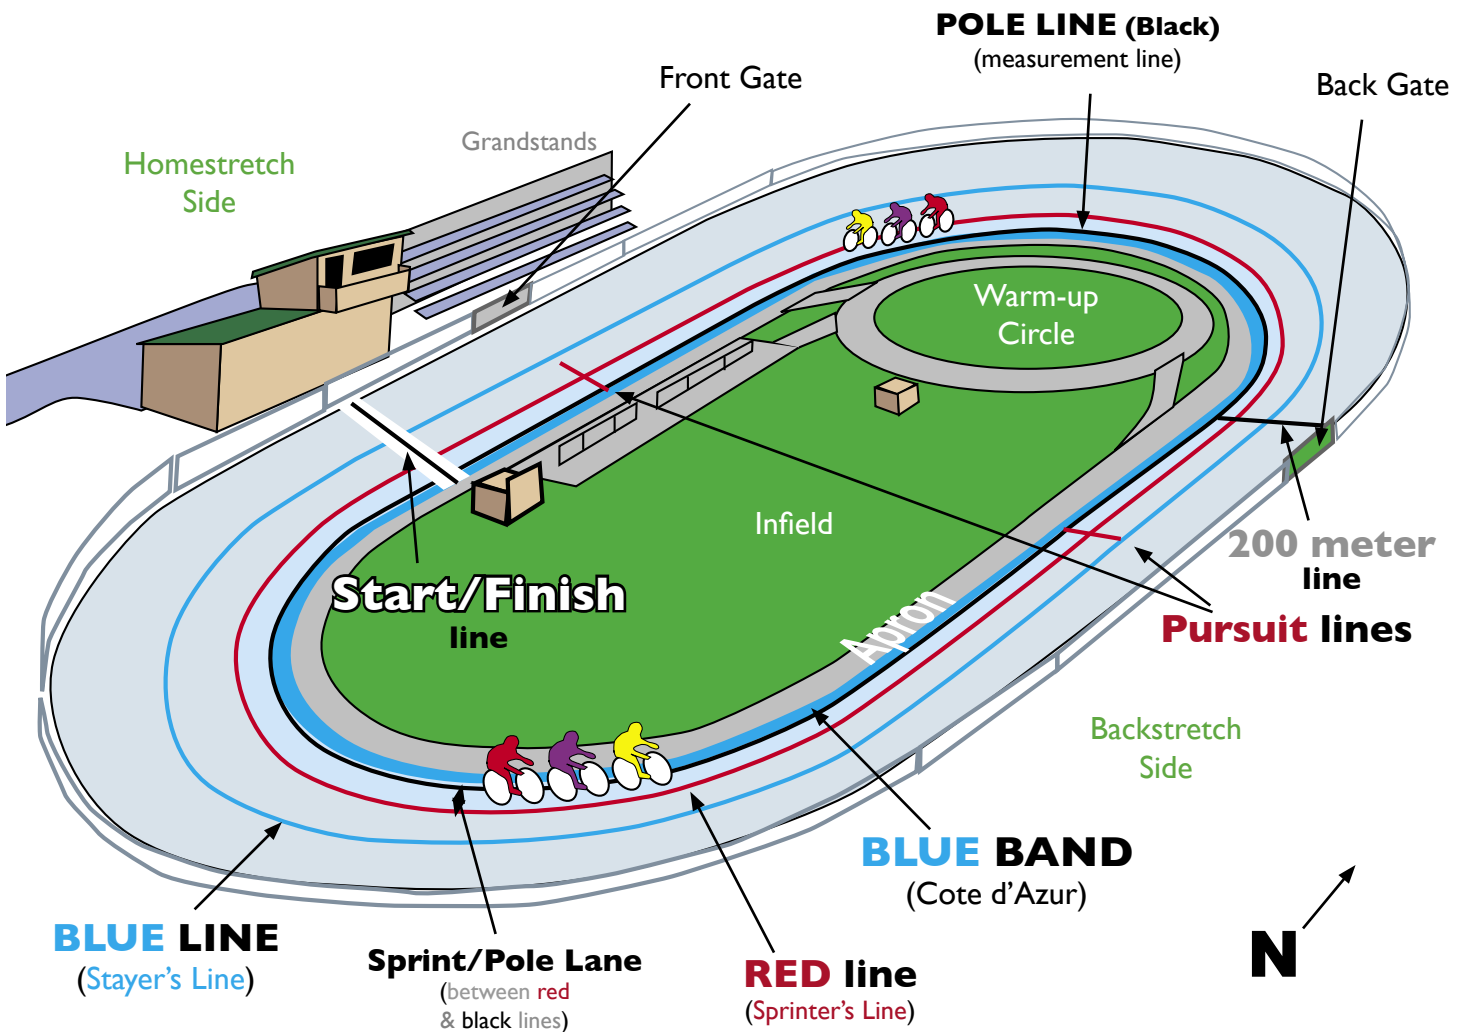 POLE LINE (Black)
(measurement line)
Front Gate
Back Gate
Grandstands
Homestretch
Side
Warm-up
Circle
Infield
200 meter
line
Start/Finish
line
Apron
Pursuit lines
Backstretch
Side
BLUE BAND
(Cote d'Azur)
BLUE LINE
(Stayer's Line)
Sprint/Pole Lane
(between red
& black lines)
RED line
(Sprinter's Line)
N